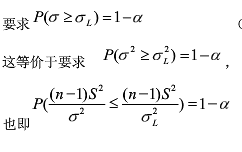 要求 P(σ ≥ σ_L) = 1-α (
这等价于要求 P(σ² ≥ σ_L²) = 1-α ,
也即 P((n-1)S²/σ² ≤ (n-1)S²/σ_L²) = 1-α